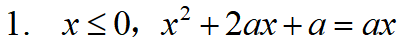 1. x ≤ 0，x² + 2ax + a = ax